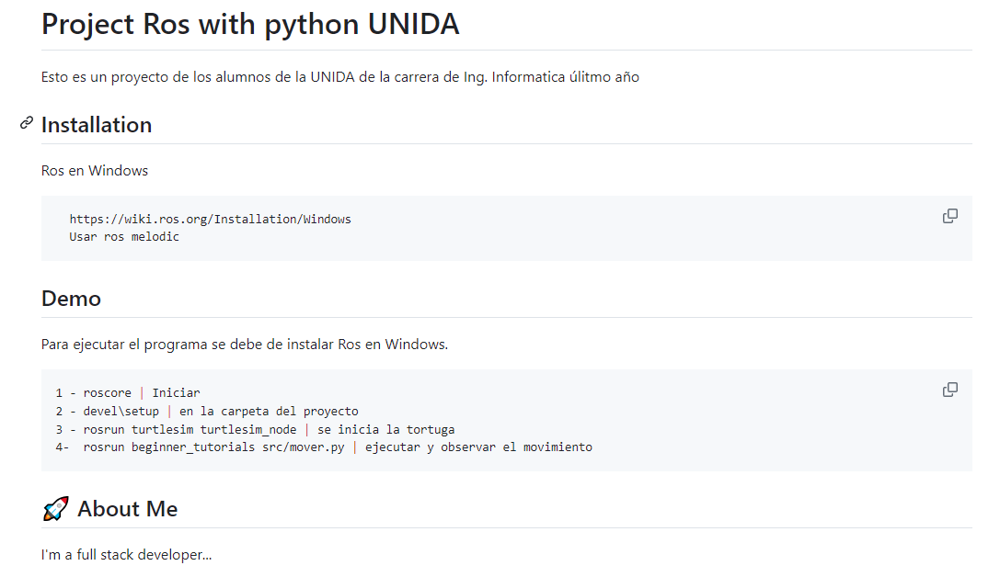 Project Ros with python UNIDA
Esto es un proyecto de los alumnos de la UNIDA de la carrera de Ing. Informatica úlitmo año
Installation
Ros en Windows
https://wiki.ros.org/Installation/Windows
Usar ros melodic
Demo
Para ejecutar el programa se debe de instalar Ros en Windows.
1 - roscore | Iniciar
2 - devel\setup | en la carpeta del proyecto
3 - rosrun turtlesim turtlesim_node | se inicia la tortuga
4-  rosrun beginner_tutorials src/mover.py | ejecutar y observar el movimiento
🚀 About Me
I'm a full stack developer...